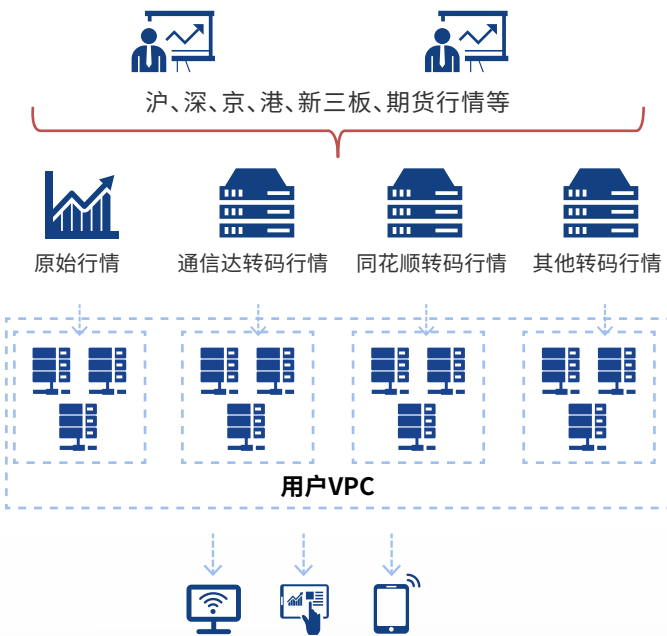 沪、深、京、港、新三板、期货行情等
原始行情
通信达转码行情
同花顺转码行情
其他转码行情
用户VPC